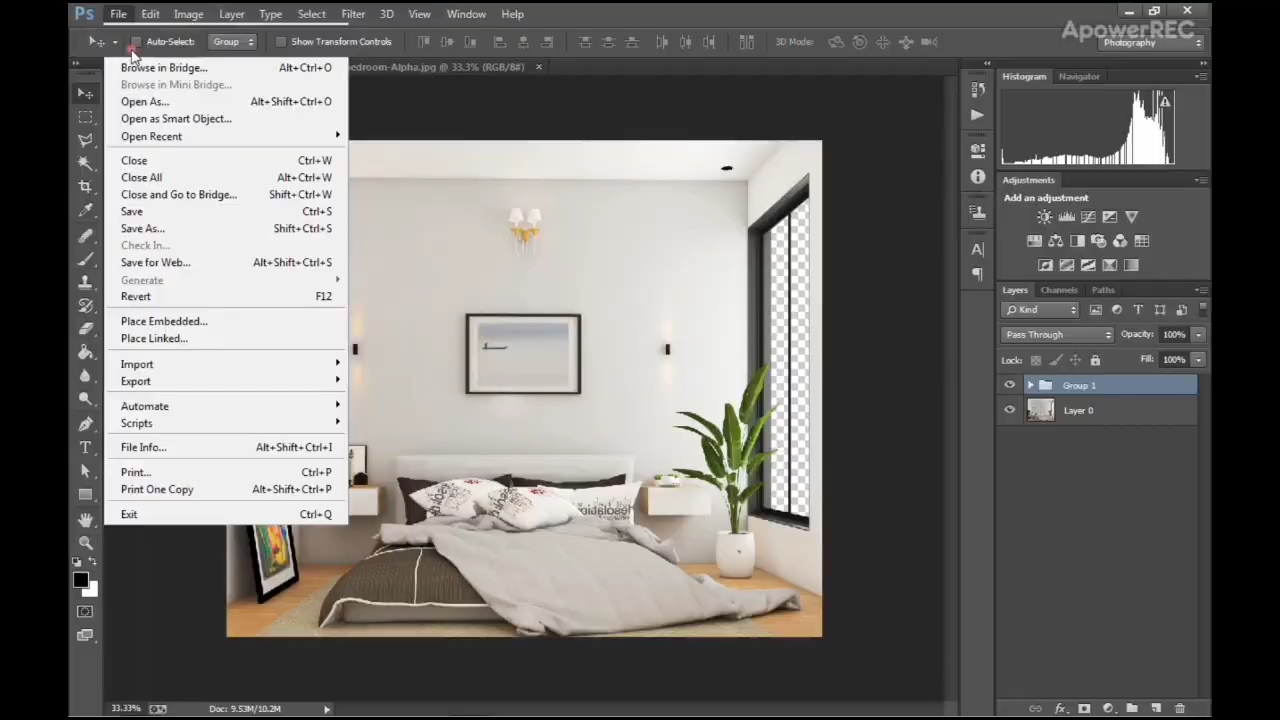 Ps File Edit Image Layer Type Select Filter 3D View Window Help
ApowerREC
Auto-Select: Group Show Transform Controls 3D Mode: Photography
bedroom-Alpha.jpg @ 33.3% (RGB/8#)
Browse in Bridge... Alt+Ctrl+O
Browse in Mini Bridge...
Open As... Alt+Shift+Ctrl+O
Open as Smart Object...
Open Recent
Close Ctrl+W
Close All Alt+Ctrl+W
Close and Go to Bridge... Shift+Ctrl+W
Save Ctrl+S
Save As... Shift+Ctrl+S
Check In...
Save for Web... Alt+Shift+Ctrl+S
Generate
Revert F12
Place Embedded...
Place Linked...
Import
Export
Automate
Scripts
File Info... Alt+Shift+Ctrl+I
Print... Ctrl+P
Print One Copy Alt+Shift+Ctrl+P
Exit Ctrl+Q
Histogram Navigator
Adjustments
Add an adjustment
Layers Channels Paths
Kind
Pass Through Opacity: 100%
Lock: Fill: 100%
Group 1
Layer 0
33.33% Doc: 9.53M/10.2M